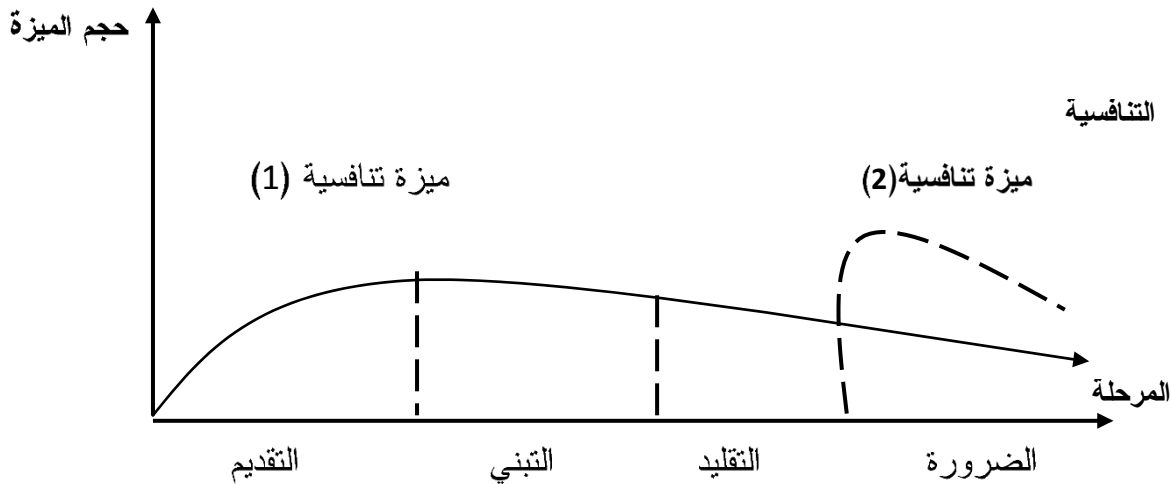 حجم الميزة
التنافسية
ميزة تنافسية (1)
ميزة تنافسية(2)
المرحلة
التقديم
التبني
التقليد
الضرورة